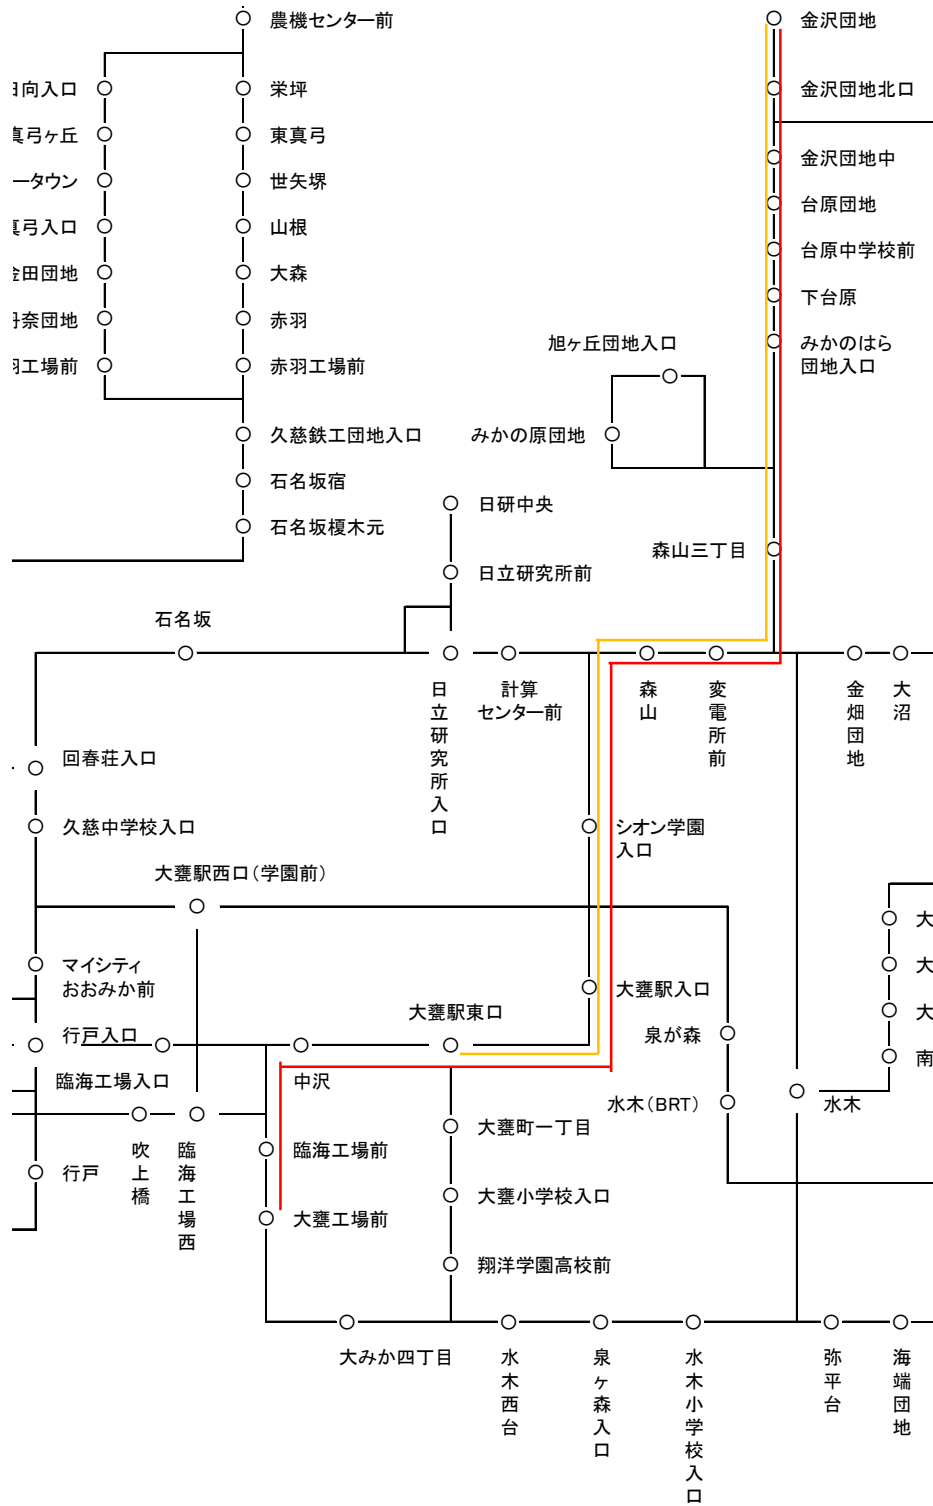 農機センター前
金沢団地
日向入口
栄坪
金沢団地北口
真弓ヶ丘
東真弓
金沢団地中
ータウン
世矢堺
台原団地
真弓入口
山根
台原中学校前
金田団地
大森
下台原
丹奈団地
赤羽
みかのはら
団地入口
旭ヶ丘団地入口
羽工場前
赤羽工場前
久慈鉄工団地入口
みかの原団地
石名坂宿
日研中央
石名坂榎木元
森山三丁目
日立研究所前
石名坂
日立研究所入口
計算
センター前
森山
変電所前
金畑団地
大沼
回春荘入口
久慈中学校入口
シオン学園
入口
大甕駅西口(学園前)
大
マイシティ
おおみか前
大
大甕駅入口
大甕駅東口
大
行戸入口
泉が森
南
臨海工場入口
中沢
水木(BRT)
水木
吹上橋
臨海工場西
臨海工場前
大甕町一丁目
行戸
大甕小学校入口
大甕工場前
翔洋学園高校前
大みか四丁目
水木西台
泉ヶ森入口
水木小学校入口
弥平台
海端団地